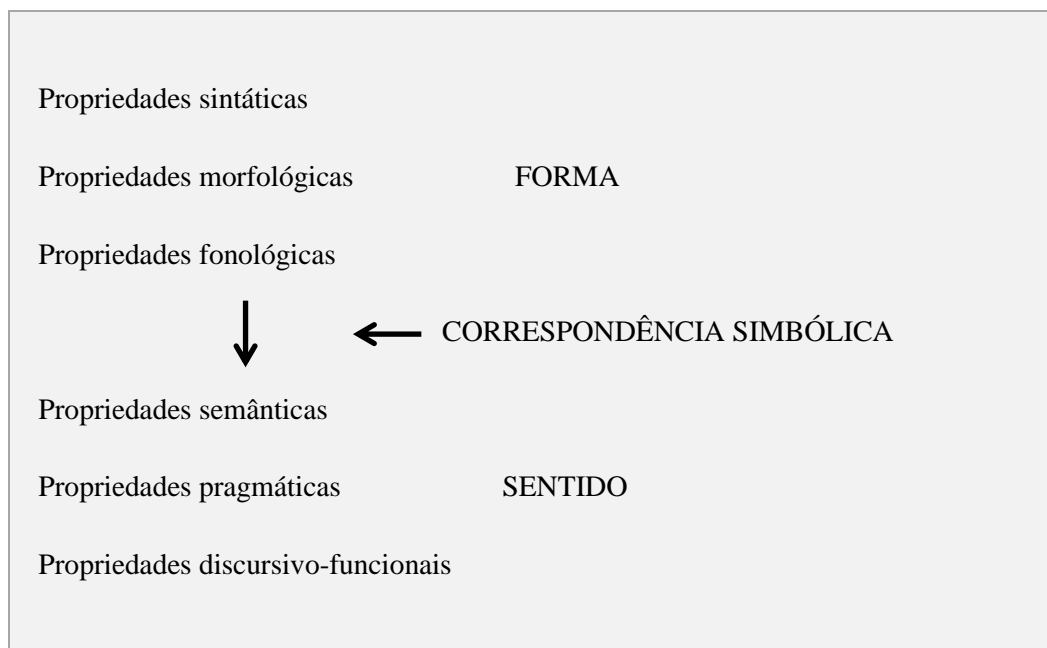 Propriedades sintáticas
Propriedades morfológicas FORMA
Propriedades fonológicas
CORRESPONDÊNCIA SIMBÓLICA
Propriedades semânticas
Propriedades pragmáticas SENTIDO
Propriedades discursivo-funcionais